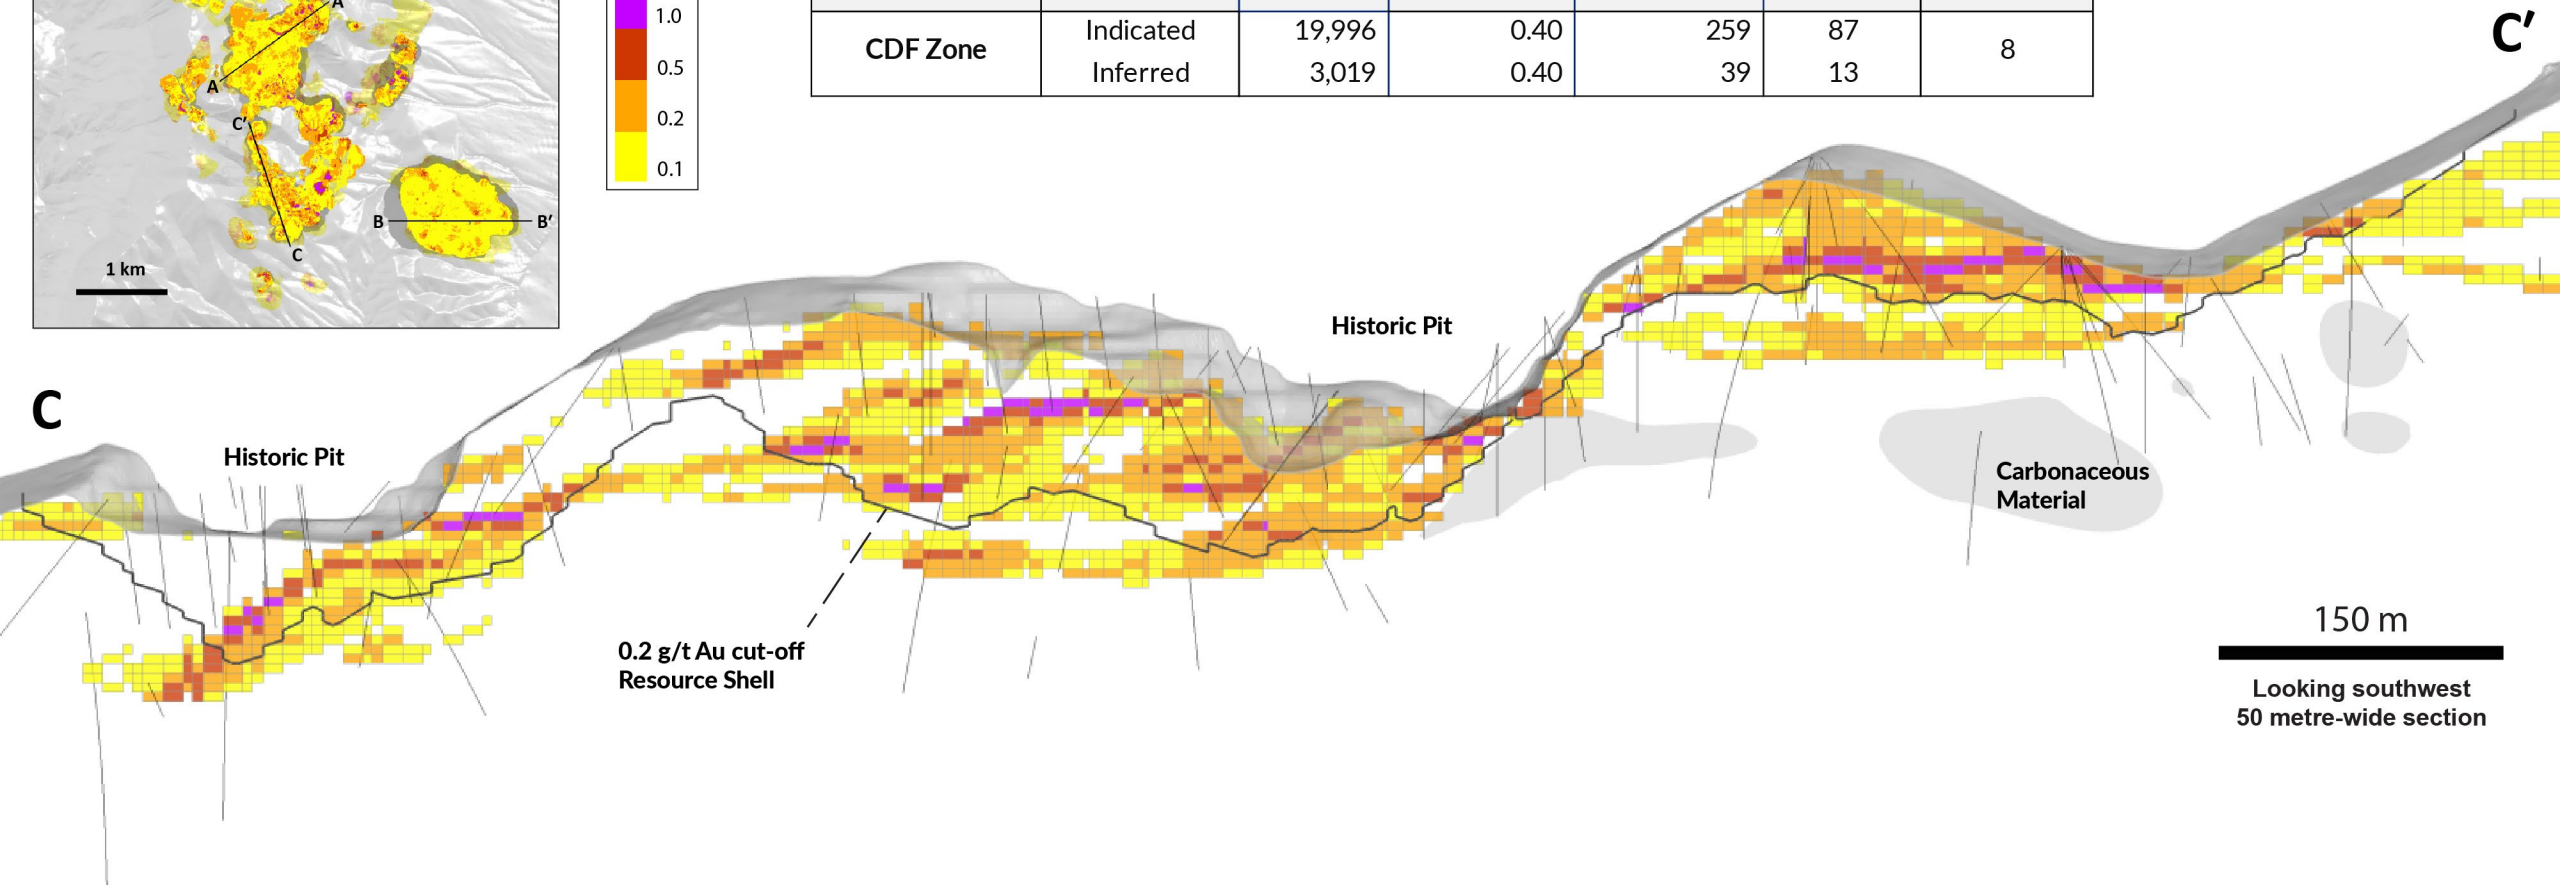 A'
A
C'
B
B'
C
1 km
1.0
0.5
0.2
0.1
CDF Zone
Indicated 19,996 0.40 259 87
8
Inferred 3,019 0.40 39 13
C'
C
Historic Pit
Historic Pit
Carbonaceous
Material
0.2 g/t Au cut-off
Resource Shell
150 m
Looking southwest
50 metre-wide section